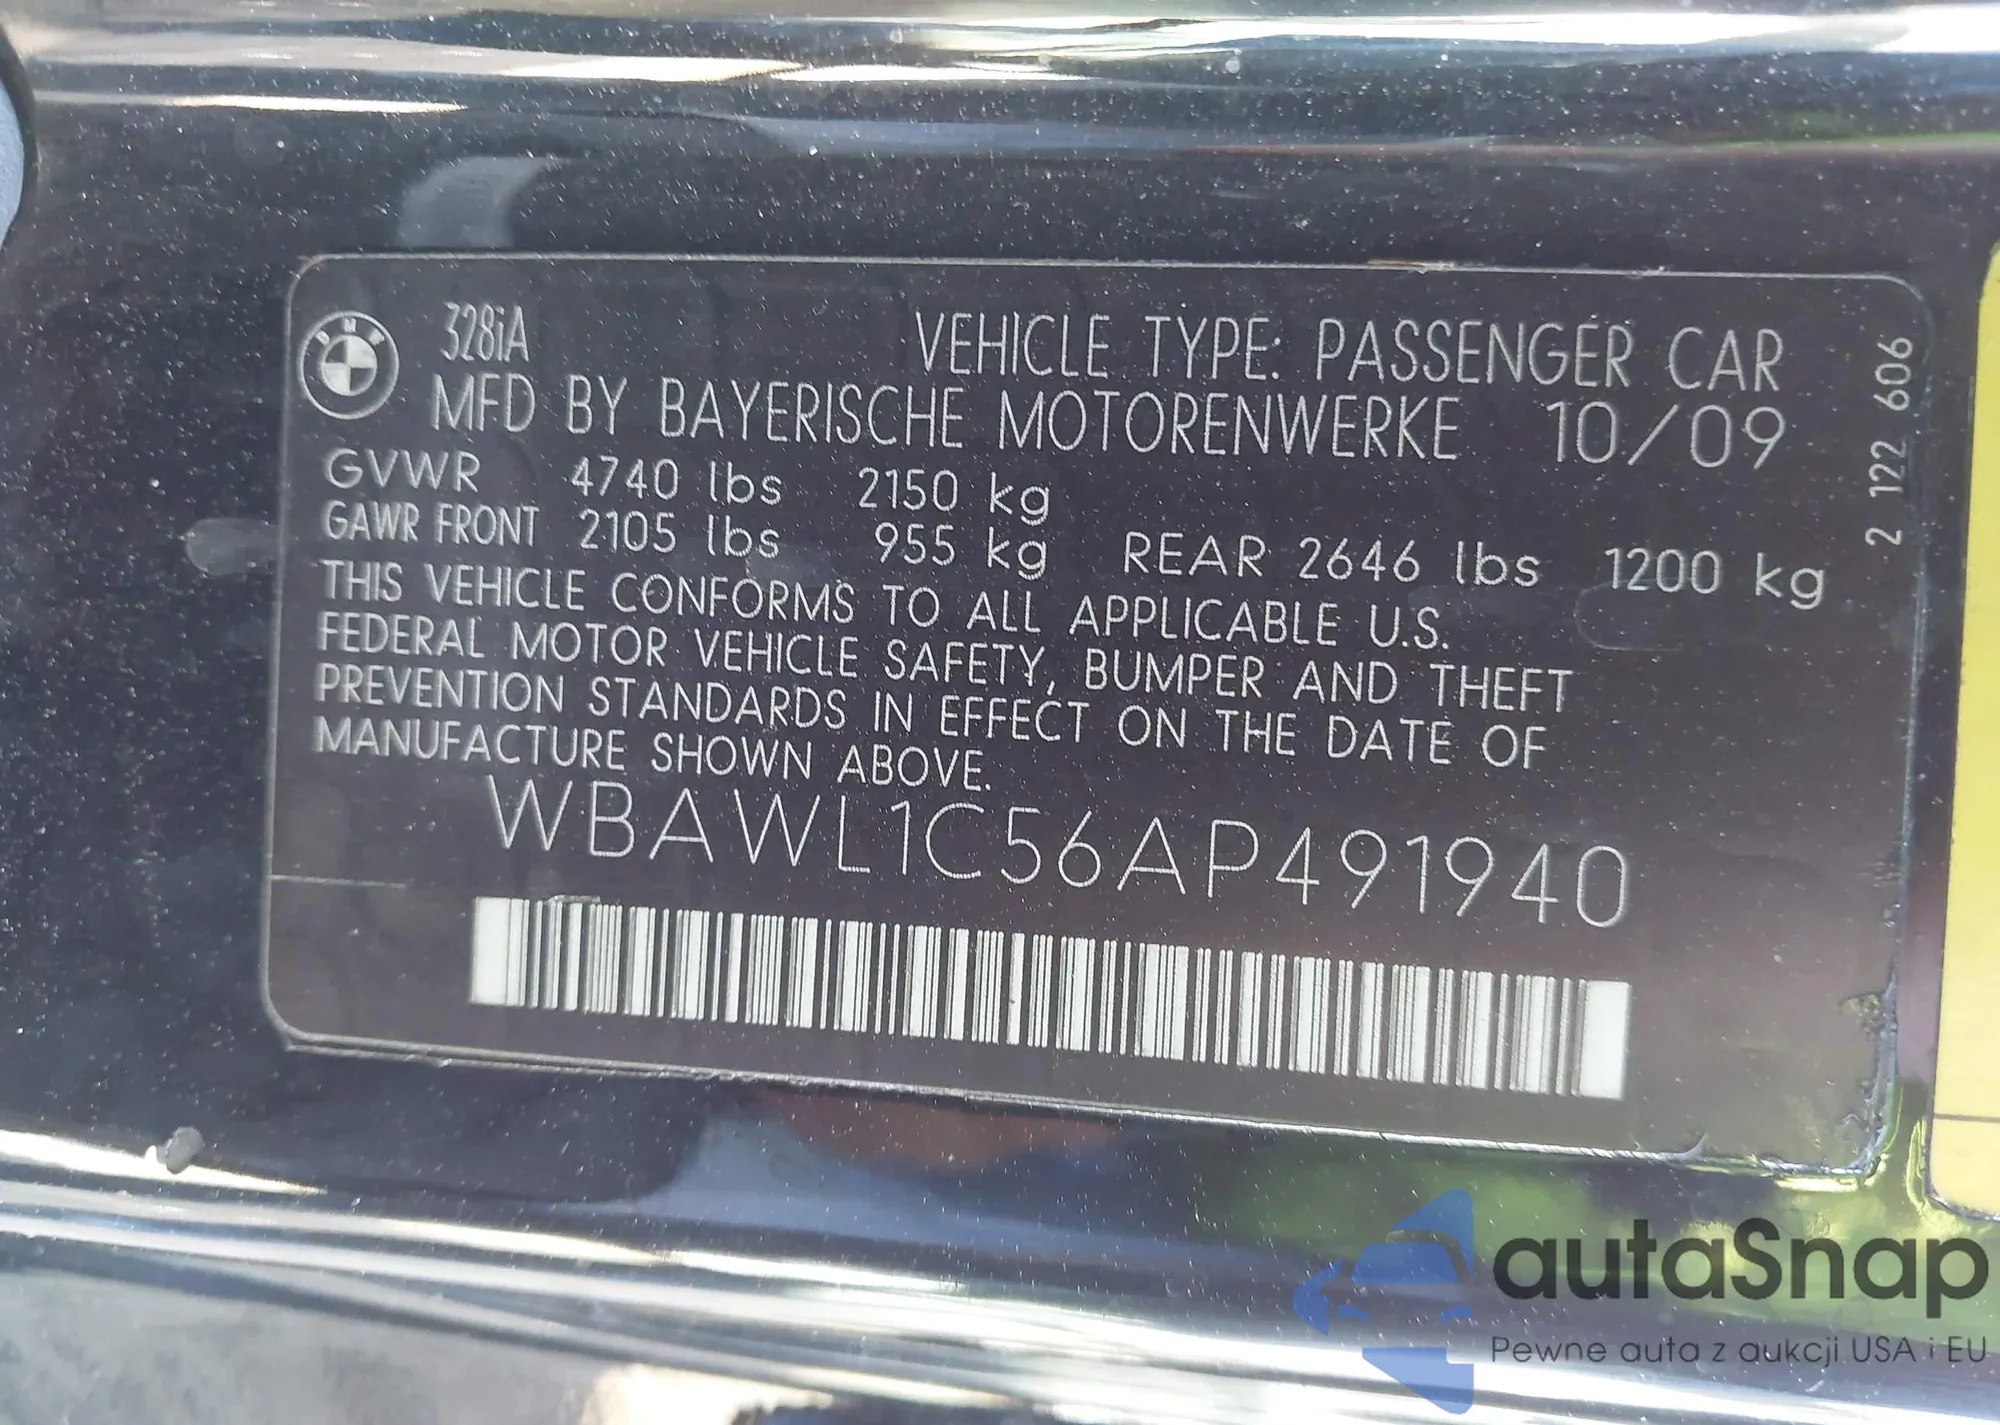 BMW
328iA
VEHICLE TYPE: PASSENGER CAR
MFD BY BAYERISCHE MOTORENWERKE 10/09
GVWR 4740 lbs 2150 kg
GAWR FRONT 2105 lbs 955 kg REAR 2646 lbs 1200 kg
THIS VEHICLE CONFORMS TO ALL APPLICABLE U.S.
FEDERAL MOTOR VEHICLE SAFETY, BUMPER AND THEFT
PREVENTION STANDARDS IN EFFECT ON THE DATE OF
MANUFACTURE SHOWN ABOVE.
WBAWL1C56AP491940
2 122 606
autaSnap
Pewne auta z aukcji USA i EU